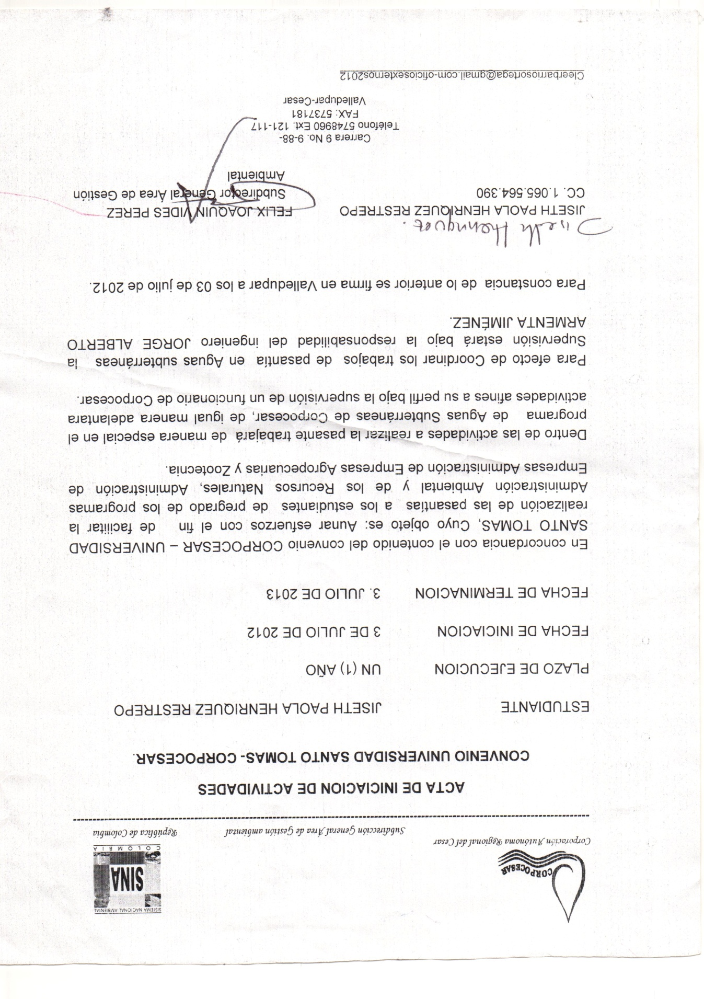 CORPOCESAR
SISTEMA NACIONAL AMBIENTAL
SINA
COLOMBIA
Corporación Autónoma Regional del Cesar
Subdirección General Área de Gestión ambiental
República de Colombia
ACTA DE INICIACION DE ACTIVIDADES
CONVENIO UNIVERSIDAD SANTO TOMAS- CORPOCESAR.
ESTUDIANTE JISETH PAOLA HENRIQUEZ RESTREPO
PLAZO DE EJECUCION UN (1) AÑO
FECHA DE INICIACION 3 DE JULIO DE 2012
FECHA DE TERMINACION 3. JULIO DE 2013
En concordancia con el contenido del convenio CORPOCESAR – UNIVERSIDAD
SANTO TOMAS, Cuyo objeto es: Aunar esfuerzos con el fin de facilitar la
realización de las pasantías a los estudiantes de pregrado de los programas
Administración Ambiental y de los Recursos Naturales, Administración de
Empresas Administración de Empresas Agropecuarias y Zootecnia.
Dentro de las actividades a realizar la pasante trabajará de manera especial en el
programa de Aguas Subterráneas de Corpocesar, de igual manera adelantara
actividades afines a su perfil bajo la supervisión de un funcionario de Corpocesar.
Para efecto de Coordinar los trabajos de pasantía en Aguas subterráneas la
Supervisión estará bajo la responsabilidad del ingeniero JORGE ALBERTO
ARMENTA JIMÉNEZ.
Para constancia de lo anterior se firma en Valledupar a los 03 de julio de 2012.
Jiseth Henriquez.
JISETH PAOLA HENRIQUEZ RESTREPO
CC. 1.065.564.390
FELIX JOAQUIN VIDES PEREZ
Subdirector General Área de Gestión
Ambiental
Carrera 9 No. 9-88-
Teléfono 5748960 Ext. 121-117
FAX: 5737181
Valledupar-Cesar
Cleerbarriosortega@gmail.com-oficiosexternos2012